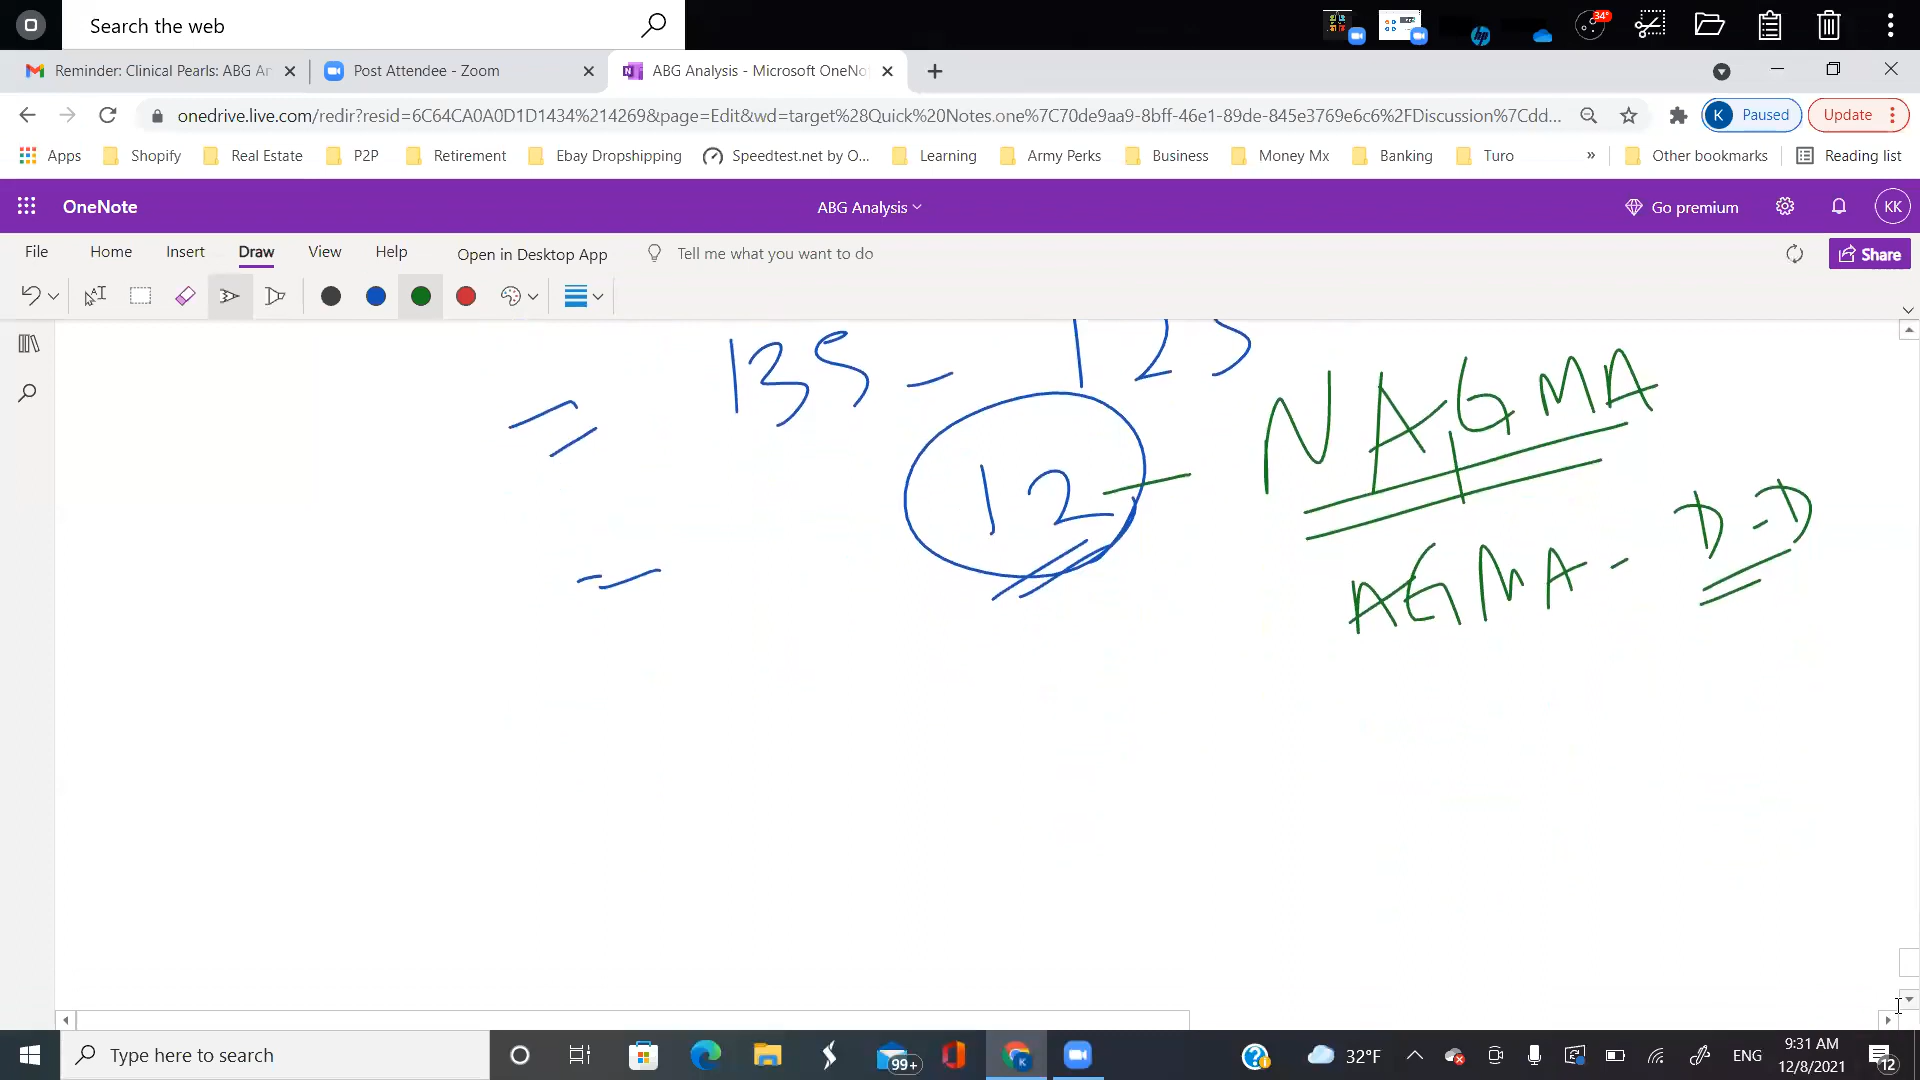 Search the web
34°
Reminder: Clinical Pearls: ABG Ar
Post Attendee - Zoom
ABG Analysis - Microsoft OneNo
onedrive.live.com/redir?resid=6C64CA0A0D1D1434%214269&page=Edit&wd=target%28Quick%20Notes.one%7C70de9aa9-8bff-46e1-89de-845e3769e6c6%2FDiscussion%7Cdd...
K Paused
Update
Apps Shopify Real Estate P2P Retirement Ebay Dropshipping Speedtest.net by O... Learning Army Perks Business Money Mx Banking Turo » Other bookmarks Reading list
OneNote
ABG Analysis
Go premium
KK
File Home Insert Draw View Help Open in Desktop App Tell me what you want to do
Share
= 135 - 123
12 - NAGMA
=
AGMA - D-D
Type here to search
99+
32°F
ENG
9:31 AM
12/8/2021
12